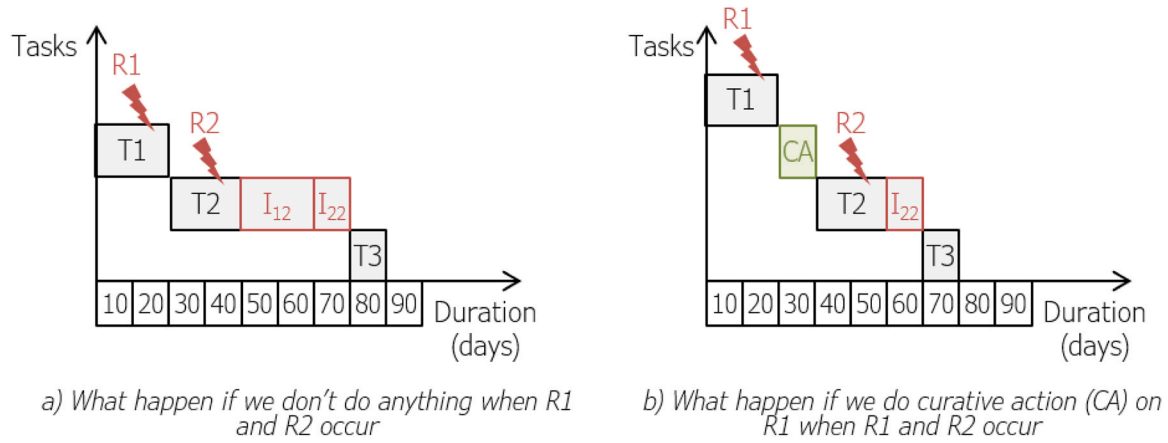 Tasks
R1
T1
R2
T2
I12
I22
T3
10 20 30 40 50 60 70 80 90
Duration
(days)
a) What happen if we don't do anything when R1
and R2 occur
Tasks
R1
T1
CA
R2
T2
I22
T3
10 20 30 40 50 60 70 80 90
Duration
(days)
b) What happen if we do curative action (CA) on
R1 when R1 and R2 occur